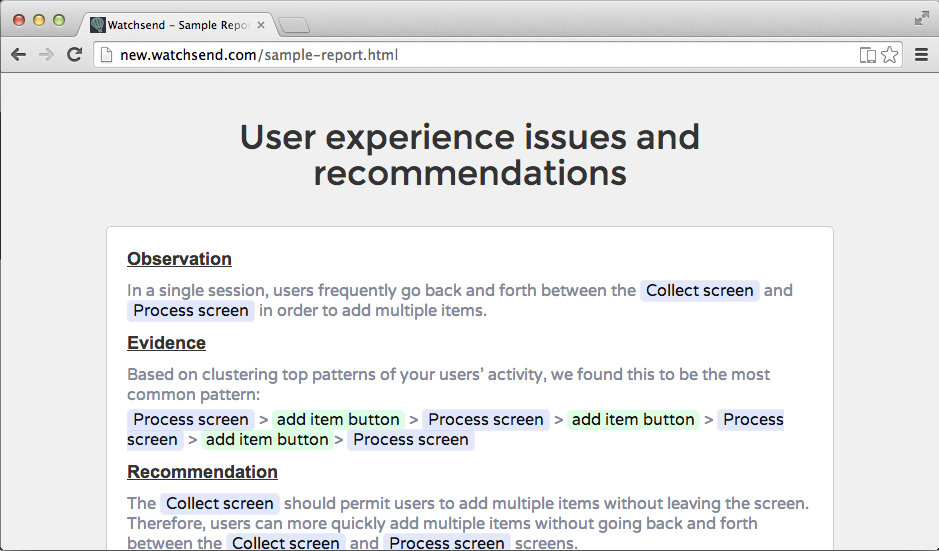 Watchsend – Sample Repor
new.watchsend.com/sample-report.html
User experience issues and
recommendations
Observation
In a single session, users frequently go back and forth between the Collect screen and
Process screen in order to add multiple items.
Evidence
Based on clustering top patterns of your users' activity, we found this to be the most
common pattern:
Process screen > add item button > Process screen > add item button > Process
screen > add item button > Process screen
Recommendation
The Collect screen should permit users to add multiple items without leaving the screen.
Therefore, users can more quickly add multiple items without going back and forth
between the Collect screen and Process screen screens.